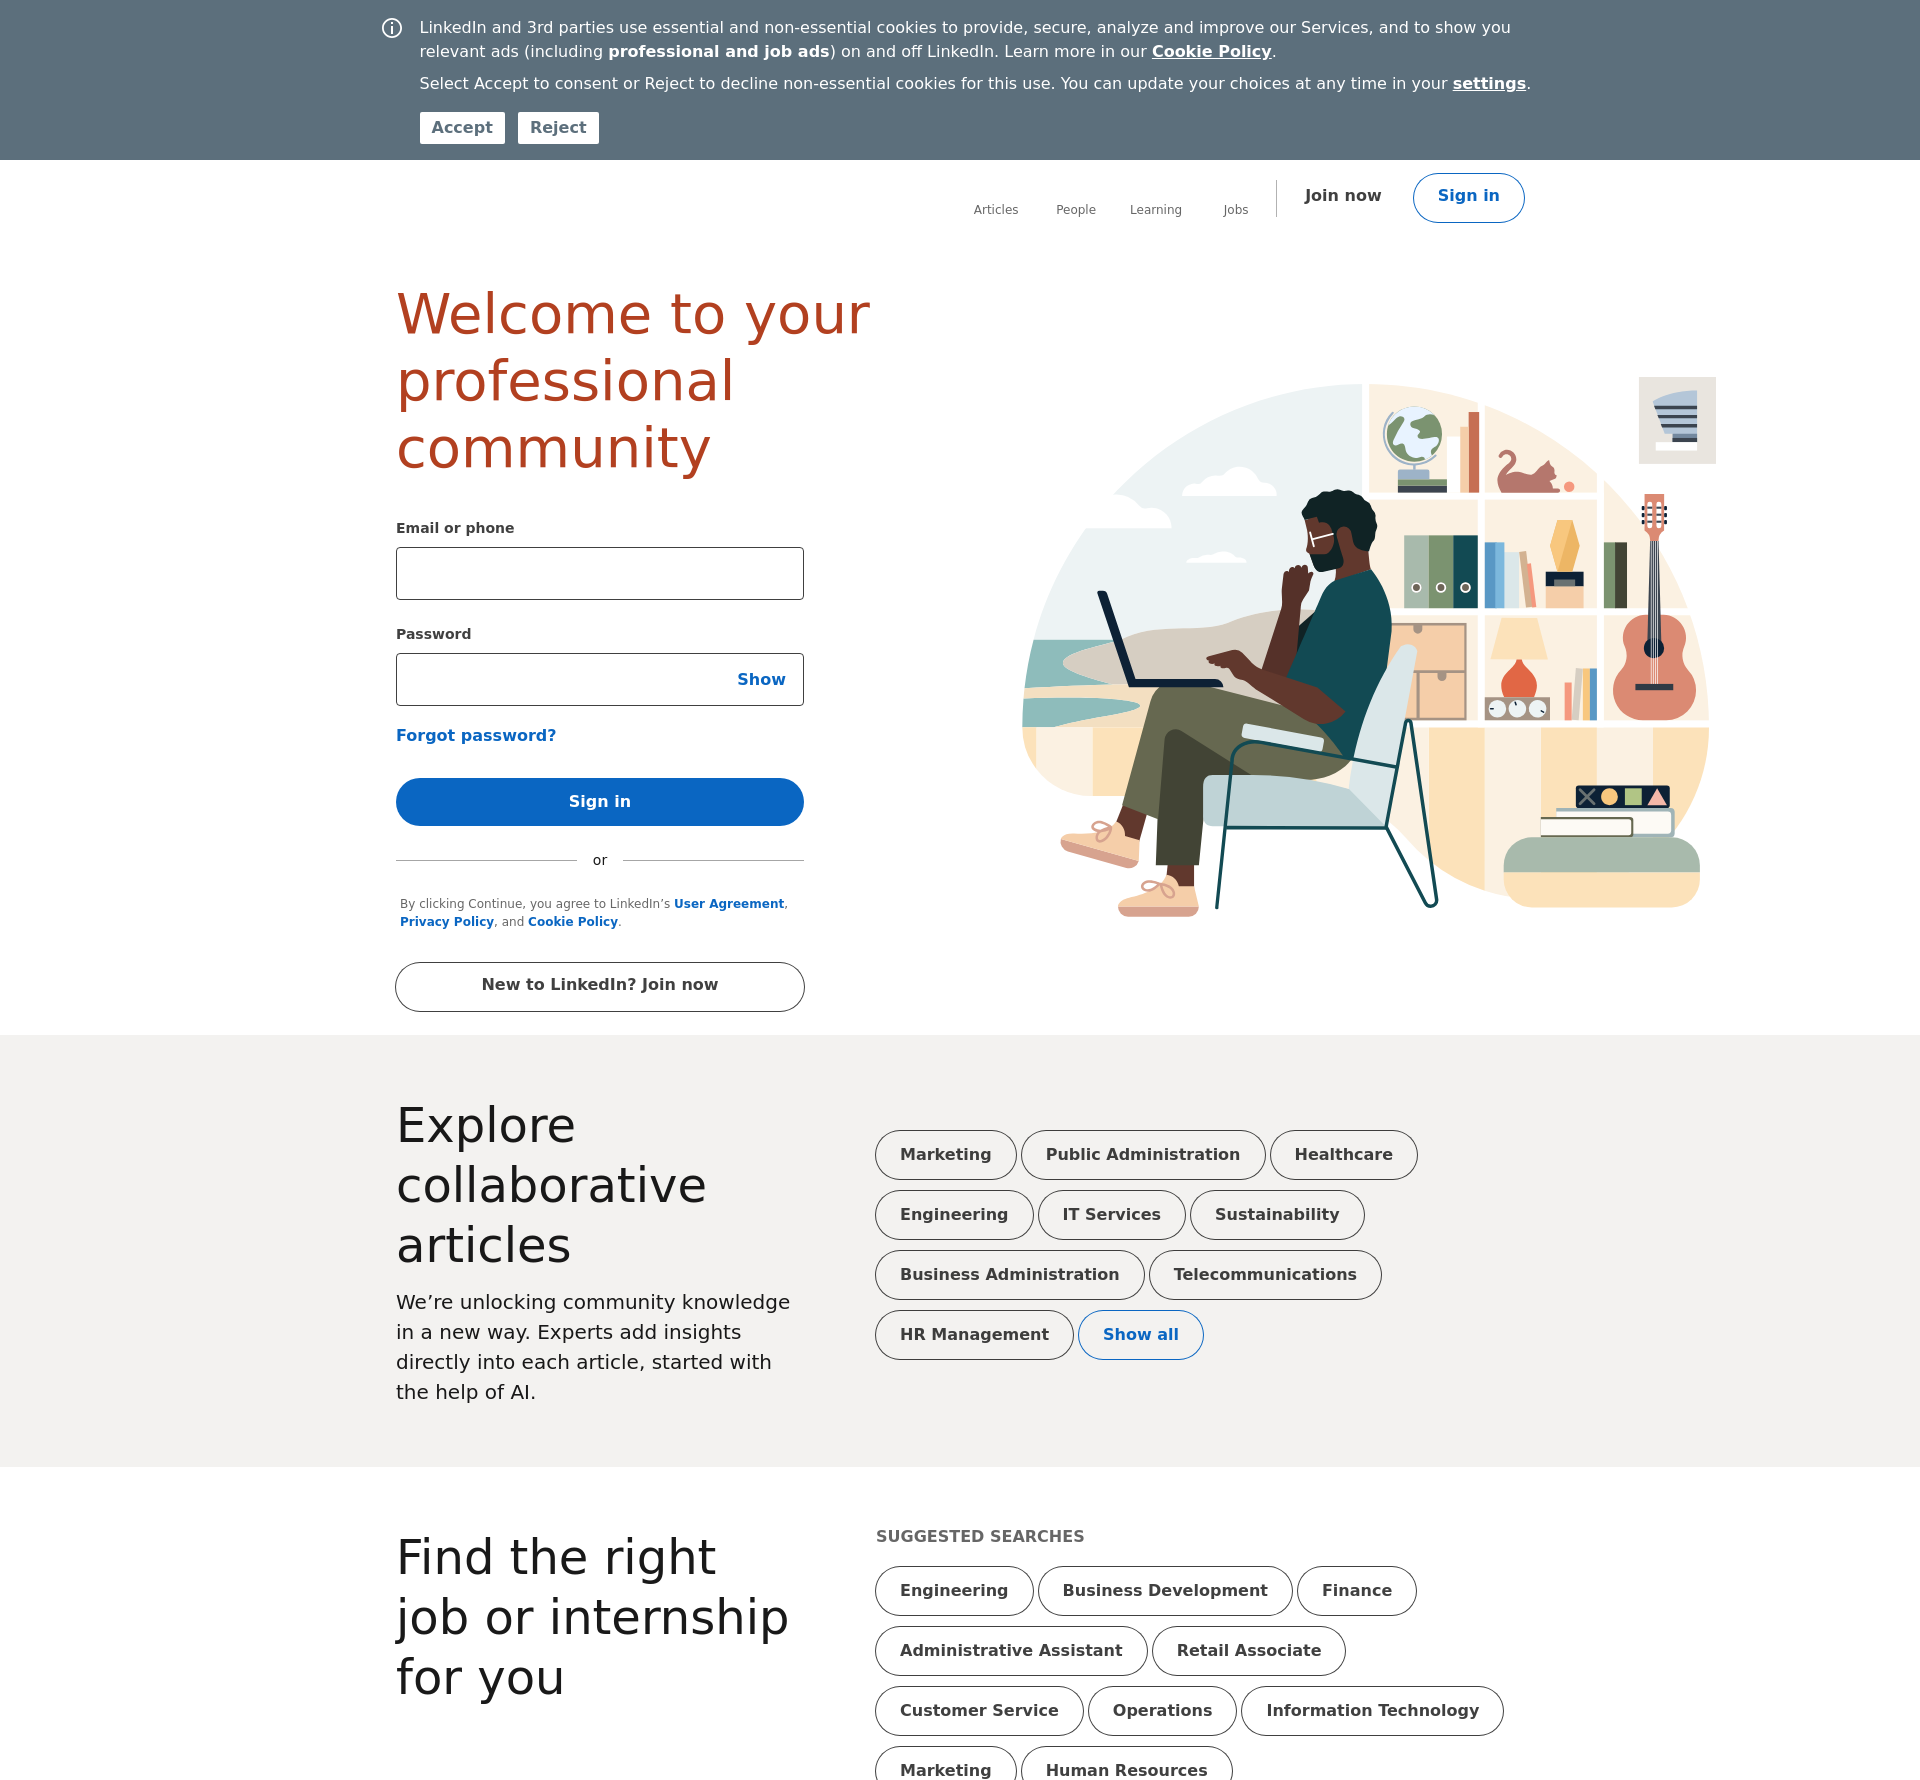 LinkedIn and 3rd parties use essential and non-essential cookies to provide, secure, analyze and improve our Services, and to show you
relevant ads (including professional and job ads) on and off LinkedIn. Learn more in our Cookie Policy.
Select Accept to consent or Reject to decline non-essential cookies for this use. You can update your choices at any time in your settings.
Accept Reject
Articles People Learning Jobs Join now Sign in
Welcome to your
professional
community
Email or phone
Password
Show
Forgot password?
Sign in
or
By clicking Continue, you agree to LinkedIn’s User Agreement,
Privacy Policy, and Cookie Policy.
New to LinkedIn? Join now
Explore
collaborative
articles
We’re unlocking community knowledge
in a new way. Experts add insights
directly into each article, started with
the help of AI.
Marketing Public Administration Healthcare
Engineering IT Services Sustainability
Business Administration Telecommunications
HR Management Show all
Find the right
job or internship
for you
SUGGESTED SEARCHES
Engineering Business Development Finance
Administrative Assistant Retail Associate
Customer Service Operations Information Technology
Marketing Human Resources